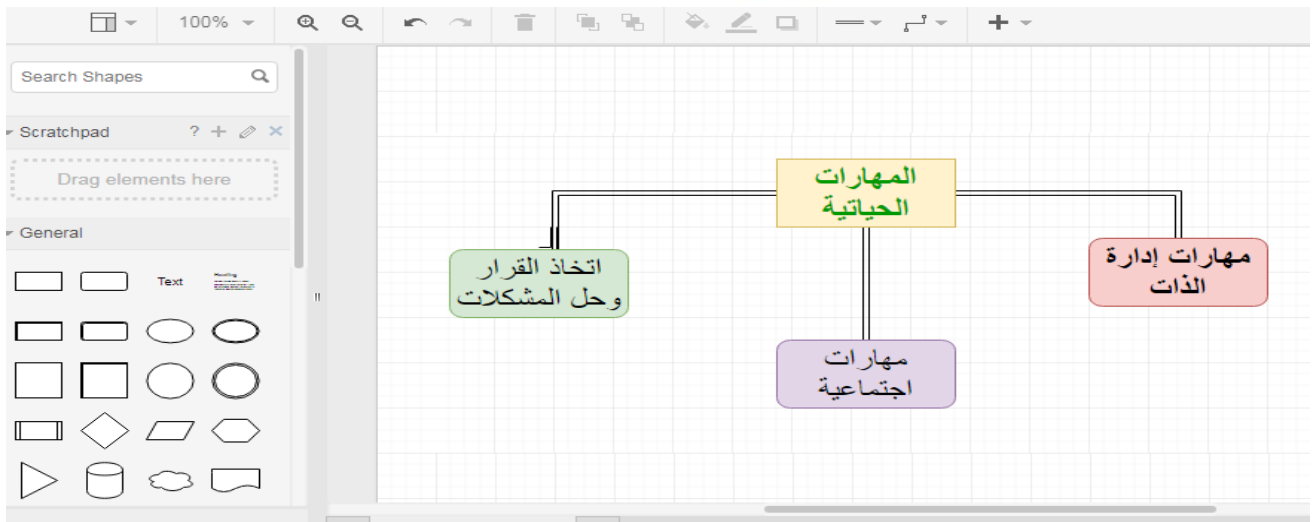 100%
Search Shapes
Scratchpad
Drag elements here
General
Text
Heading
المهارات
الحياتية
مهارات إدارة
الذات
اتخاذ القرار
وحل المشكلات
مهارات
اجتماعية